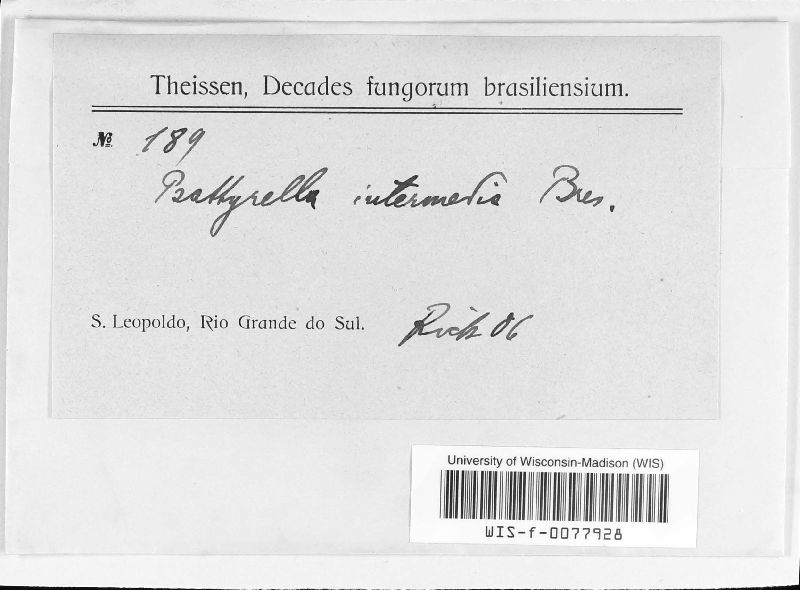 Theissen, Decades fungorum brasiliensium.
№ 189
Psathyrella intermedia Bres.
S. Leopoldo, Rio Grande do Sul. Rick 06
University of Wisconsin-Madison (WIS)
WIS-f-0077928